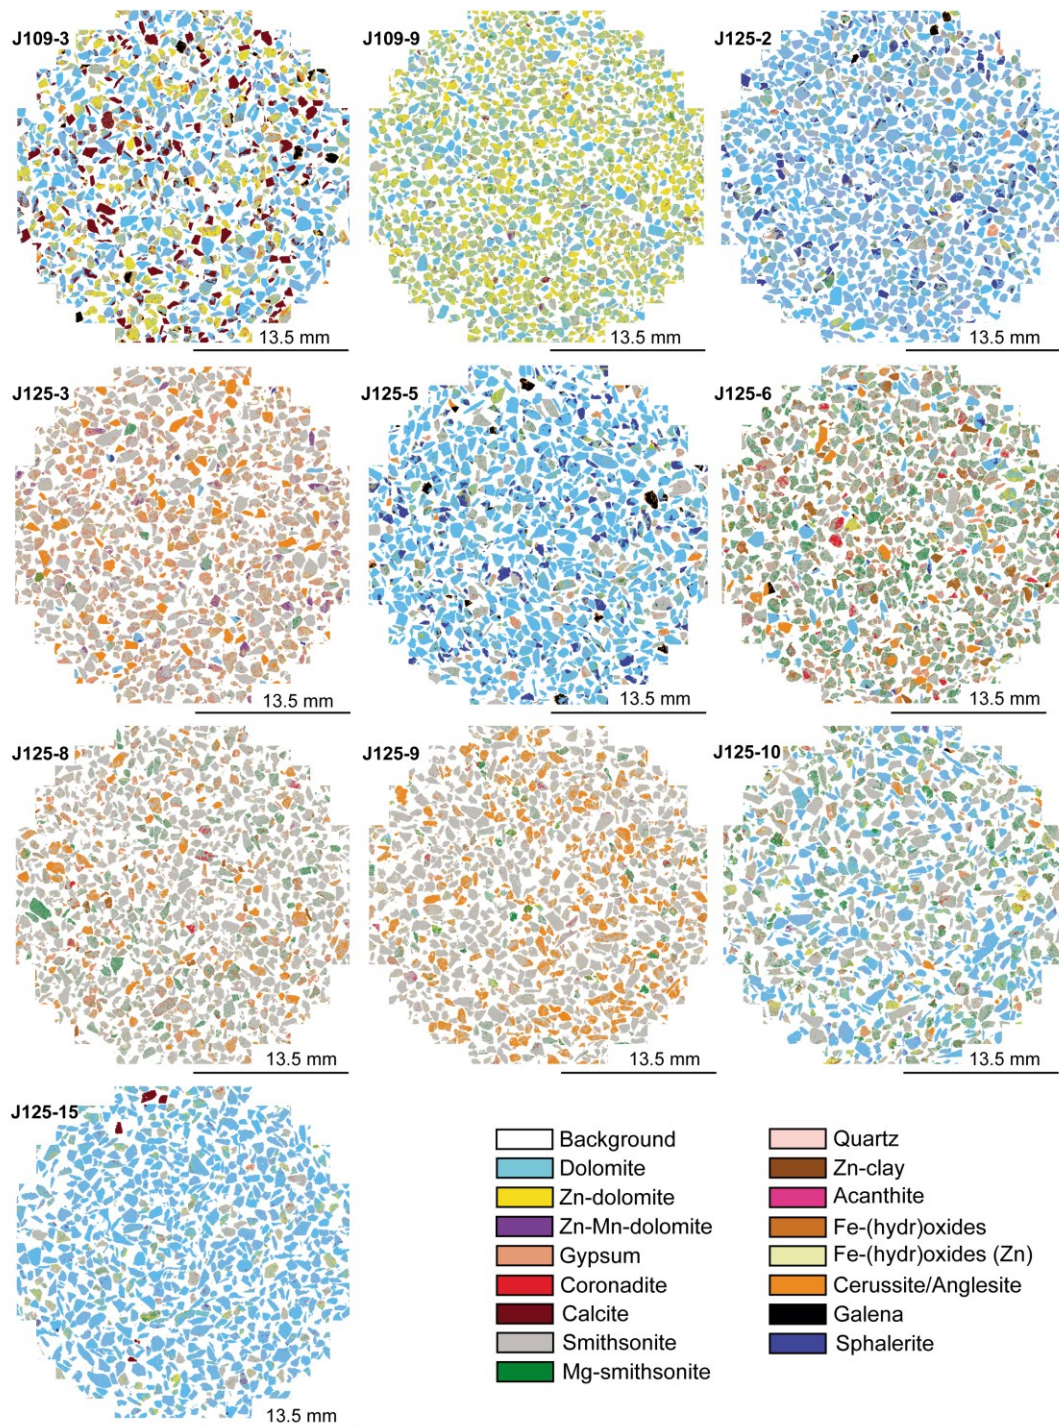 J109-3
J109-9
J125-2
13.5 mm
13.5 mm
13.5 mm
J125-3
J125-5
J125-6
13.5 mm
13.5 mm
13.5 mm
J125-8
J125-9
J125-10
13.5 mm
13.5 mm
13.5 mm
J125-15
13.5 mm
Background
Dolomite
Zn-dolomite
Zn-Mn-dolomite
Gypsum
Coronadite
Calcite
Smithsonite
Mg-smithsonite
Quartz
Zn-clay
Acanthite
Fe-(hydr)oxides
Fe-(hydr)oxides (Zn)
Cerussite/Anglesite
Galena
Sphalerite